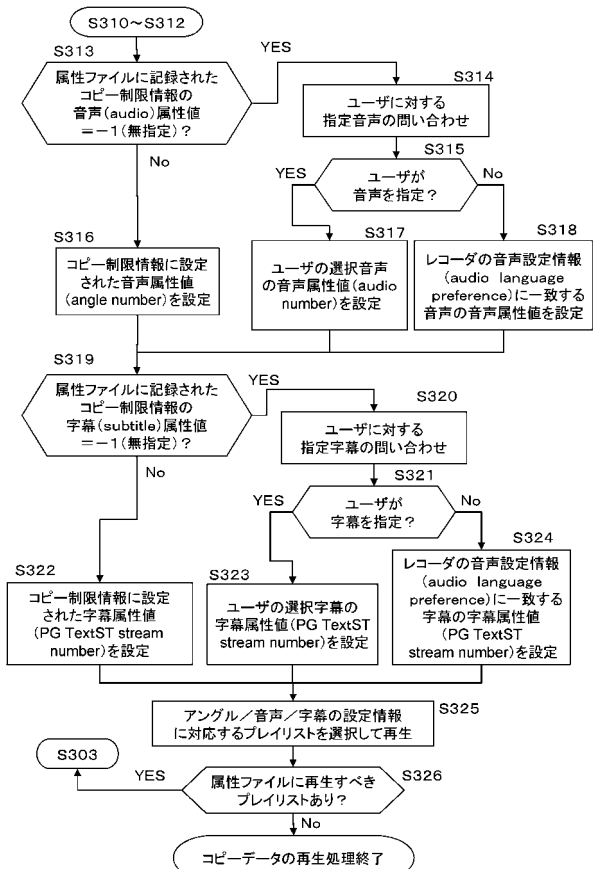 S310～S312
S313
YES
属性ファイルに記録された
コピー制限情報の
音声(audio)属性値
＝－1(無指定)？
No
S314
ユーザに対する
指定音声の問い合わせ
S315
YES
ユーザが
音声を指定？
No
S316
コピー制限情報に設定
された音声属性値
(angle number)を設定
S317
ユーザの選択音声
の音声属性値(audio
number)を設定
S318
レコーダの音声設定情報
(audio language
preference)に一致する
音声の音声属性値を設定
S319
YES
属性ファイルに記録された
コピー制限情報の
字幕(subtitle)属性値
＝－1(無指定)？
No
S320
ユーザに対する
指定字幕の問い合わせ
S321
YES
ユーザが
字幕を指定？
No
S322
コピー制限情報に設定
された字幕属性値
(PG TextST stream
number)を設定
S323
ユーザの選択字幕の
字幕属性値(PG TextST
stream number)を設定
S324
レコーダの音声設定情報
(audio language
preference)に一致する
字幕の字幕属性値
(PG TextST
stream number)を設定
S325
アングル／音声／字幕の設定情報
に対応するプレイリストを選択して再生
S303
YES
S326
属性ファイルに再生すべき
プレイリストあり？
No
コピーデータの再生処理終了